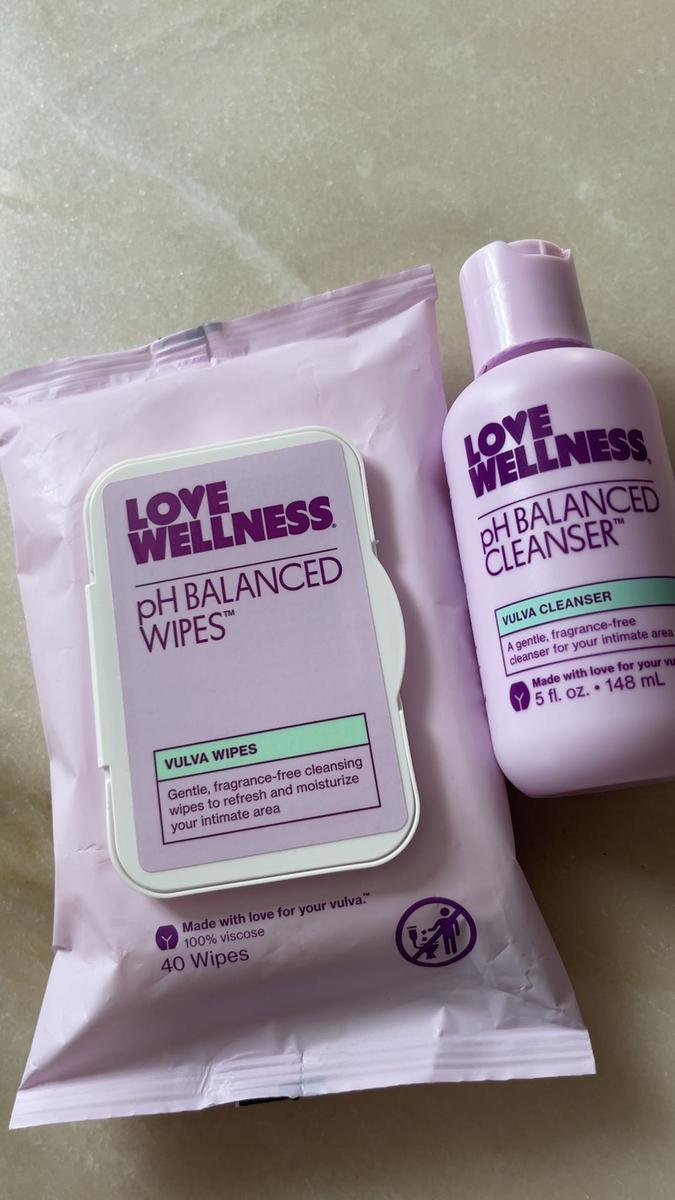 LOVE
WELLNESS®
pH BALANCED
WIPES™
VULVA WIPES
Gentle, fragrance-free cleansing
wipes to refresh and moisturize
your intimate area
Made with love for your vulva.™
100% viscose
40 Wipes
LOVE
WELLNESS®
pH BALANCED
CLEANSER™
VULVA CLEANSER
A gentle, fragrance-free
cleanser for your intimate area
Made with love for your vu
5 fl. oz. • 148 mL